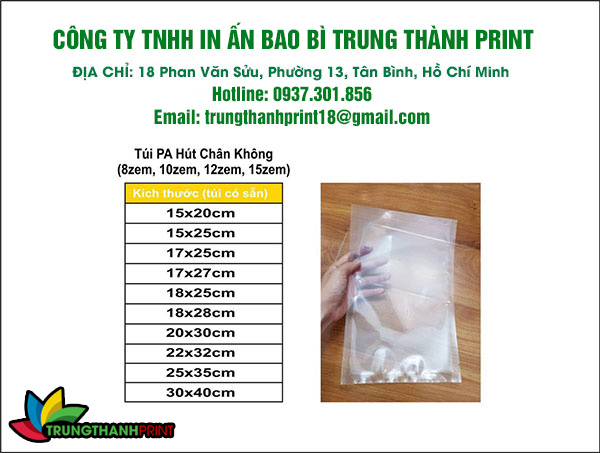 CÔNG TY TNHH IN ẤN BAO BÌ TRUNG THÀNH PRINT
ĐỊA CHỈ: 18 Phan Văn Sửu, Phường 13, Tân Bình, Hồ Chí Minh
Hotline: 0937.301.856
Email: trungthanhprint18@gmail.com
Túi PA Hút Chân Không
(8zem, 10zem, 12zem, 15zem)
Kích thước (túi có sẵn)
15x20cm
15x25cm
17x25cm
17x27cm
18x25cm
18x28cm
20x30cm
22x32cm
25x35cm
30x40cm
TRUNGTHANHPRINT